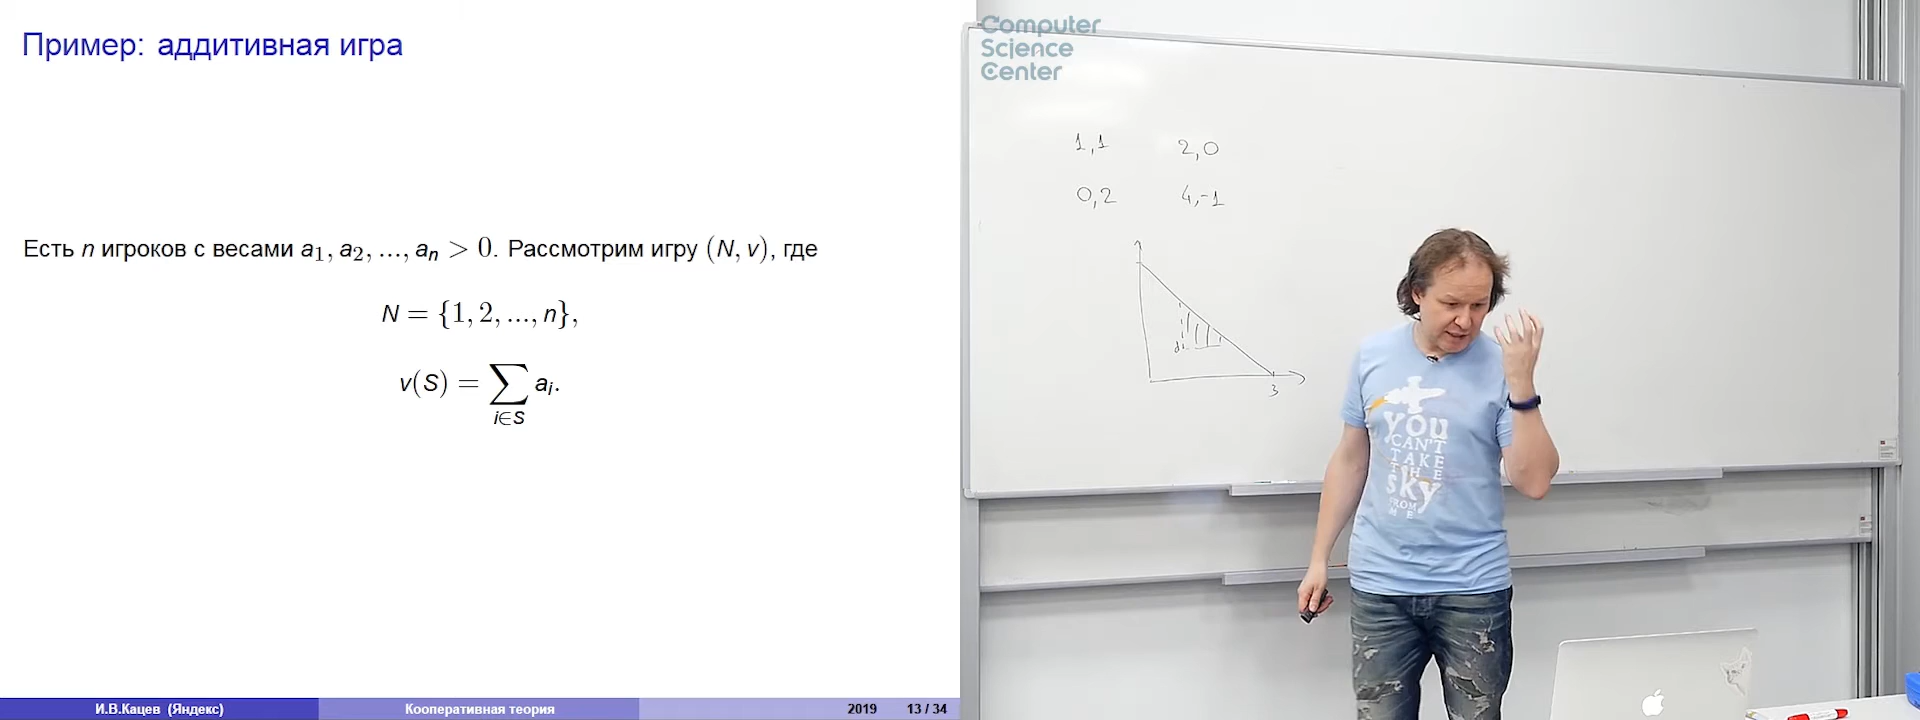 Пример: аддитивная игра
Есть n игроков с весами a₁, a₂, ..., aₙ > 0. Рассмотрим игру (N, v), где
N = {1, 2, ..., n},
v(S) = ∑ aᵢ.
i∈S
И.В.Кацев (Яндекс)
Кооперативная теория
2019
13 / 34
Computer
Science
Center
1,1
2,0
0,2
4,-1
3
YOU
CAN'T
TAKE
THE
SKY
FROM
ME